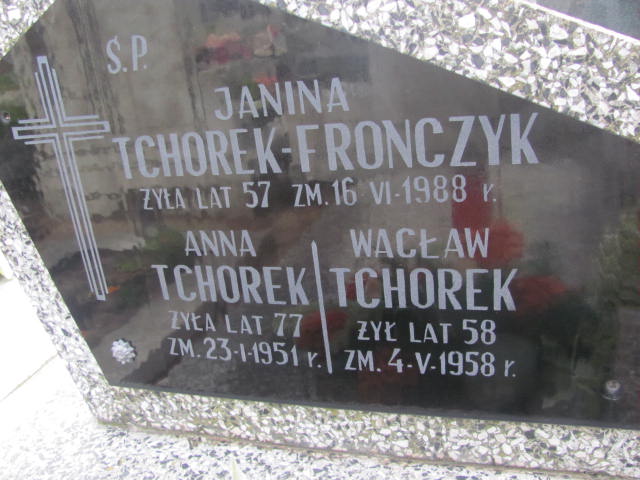 Ś.P.
JANINA
TCHOREK-FRONCZYK
ŻYŁA LAT 57 ZM. 16 VI-1988 r.
ANNA
TCHOREK
ŻYŁA LAT 77
ZM. 23-I-1951 r.
WACŁAW
TCHOREK
ŻYŁ LAT 58
ZM. 4-V-1958 r.